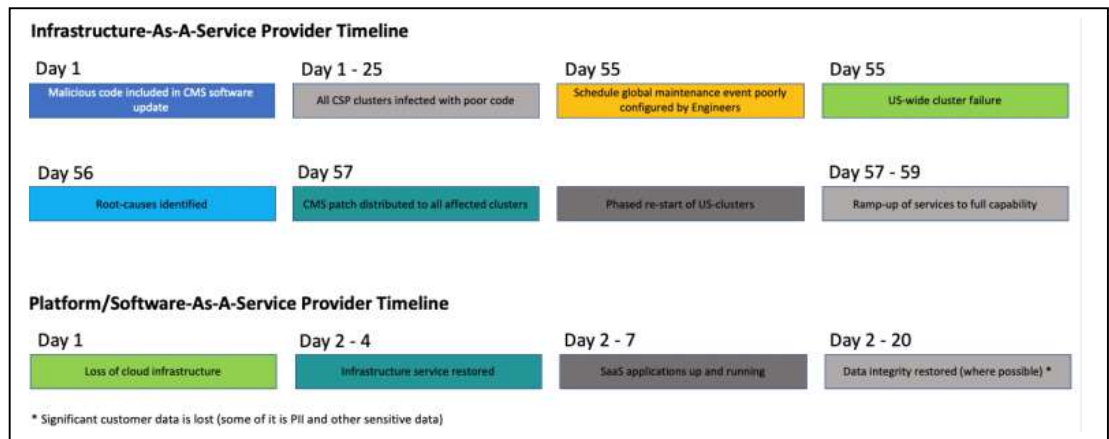 Infrastructure-As-A-Service Provider Timeline
Day 1
Day 1 - 25
Day 55
Day 55
Malicious code included in CMS software
update
All CSP clusters infected with poor code
Schedule global maintenance event poorly
configured by Engineers
US-wide cluster failure
Day 56
Day 57
Day 57 - 59
Root-causes identified
CMS patch distributed to all affected clusters
Phased re-start of US-clusters
Ramp-up of services to full capability
Platform/Software-As-A-Service Provider Timeline
Day 1
Day 2 - 4
Day 2 - 7
Day 2 - 20
Loss of cloud infrastructure
Infrastructure service restored
SaaS applications up and running
Data integrity restored (where possible) *
* Significant customer data is lost (some of it is PII and other sensitive data)